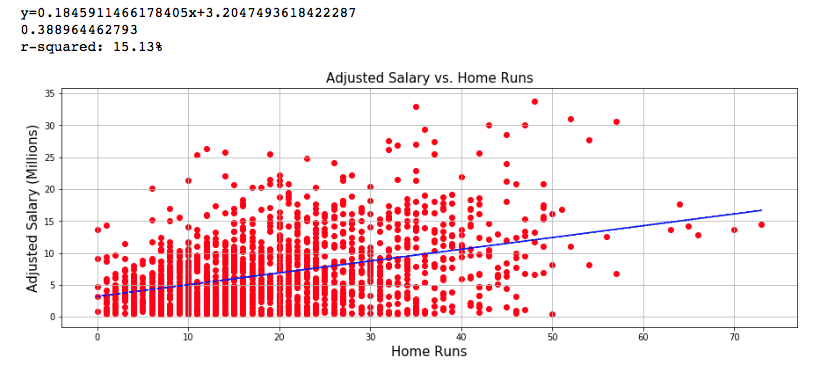 y=0.1845911466178405x+3.2047493618422287
0.388964462793
r-squared: 15.13%
Adjusted Salary vs. Home Runs
Adjusted Salary (Millions)
35
30
25
20
15
10
5
0
0 10 20 30 40 50 60 70
Home Runs